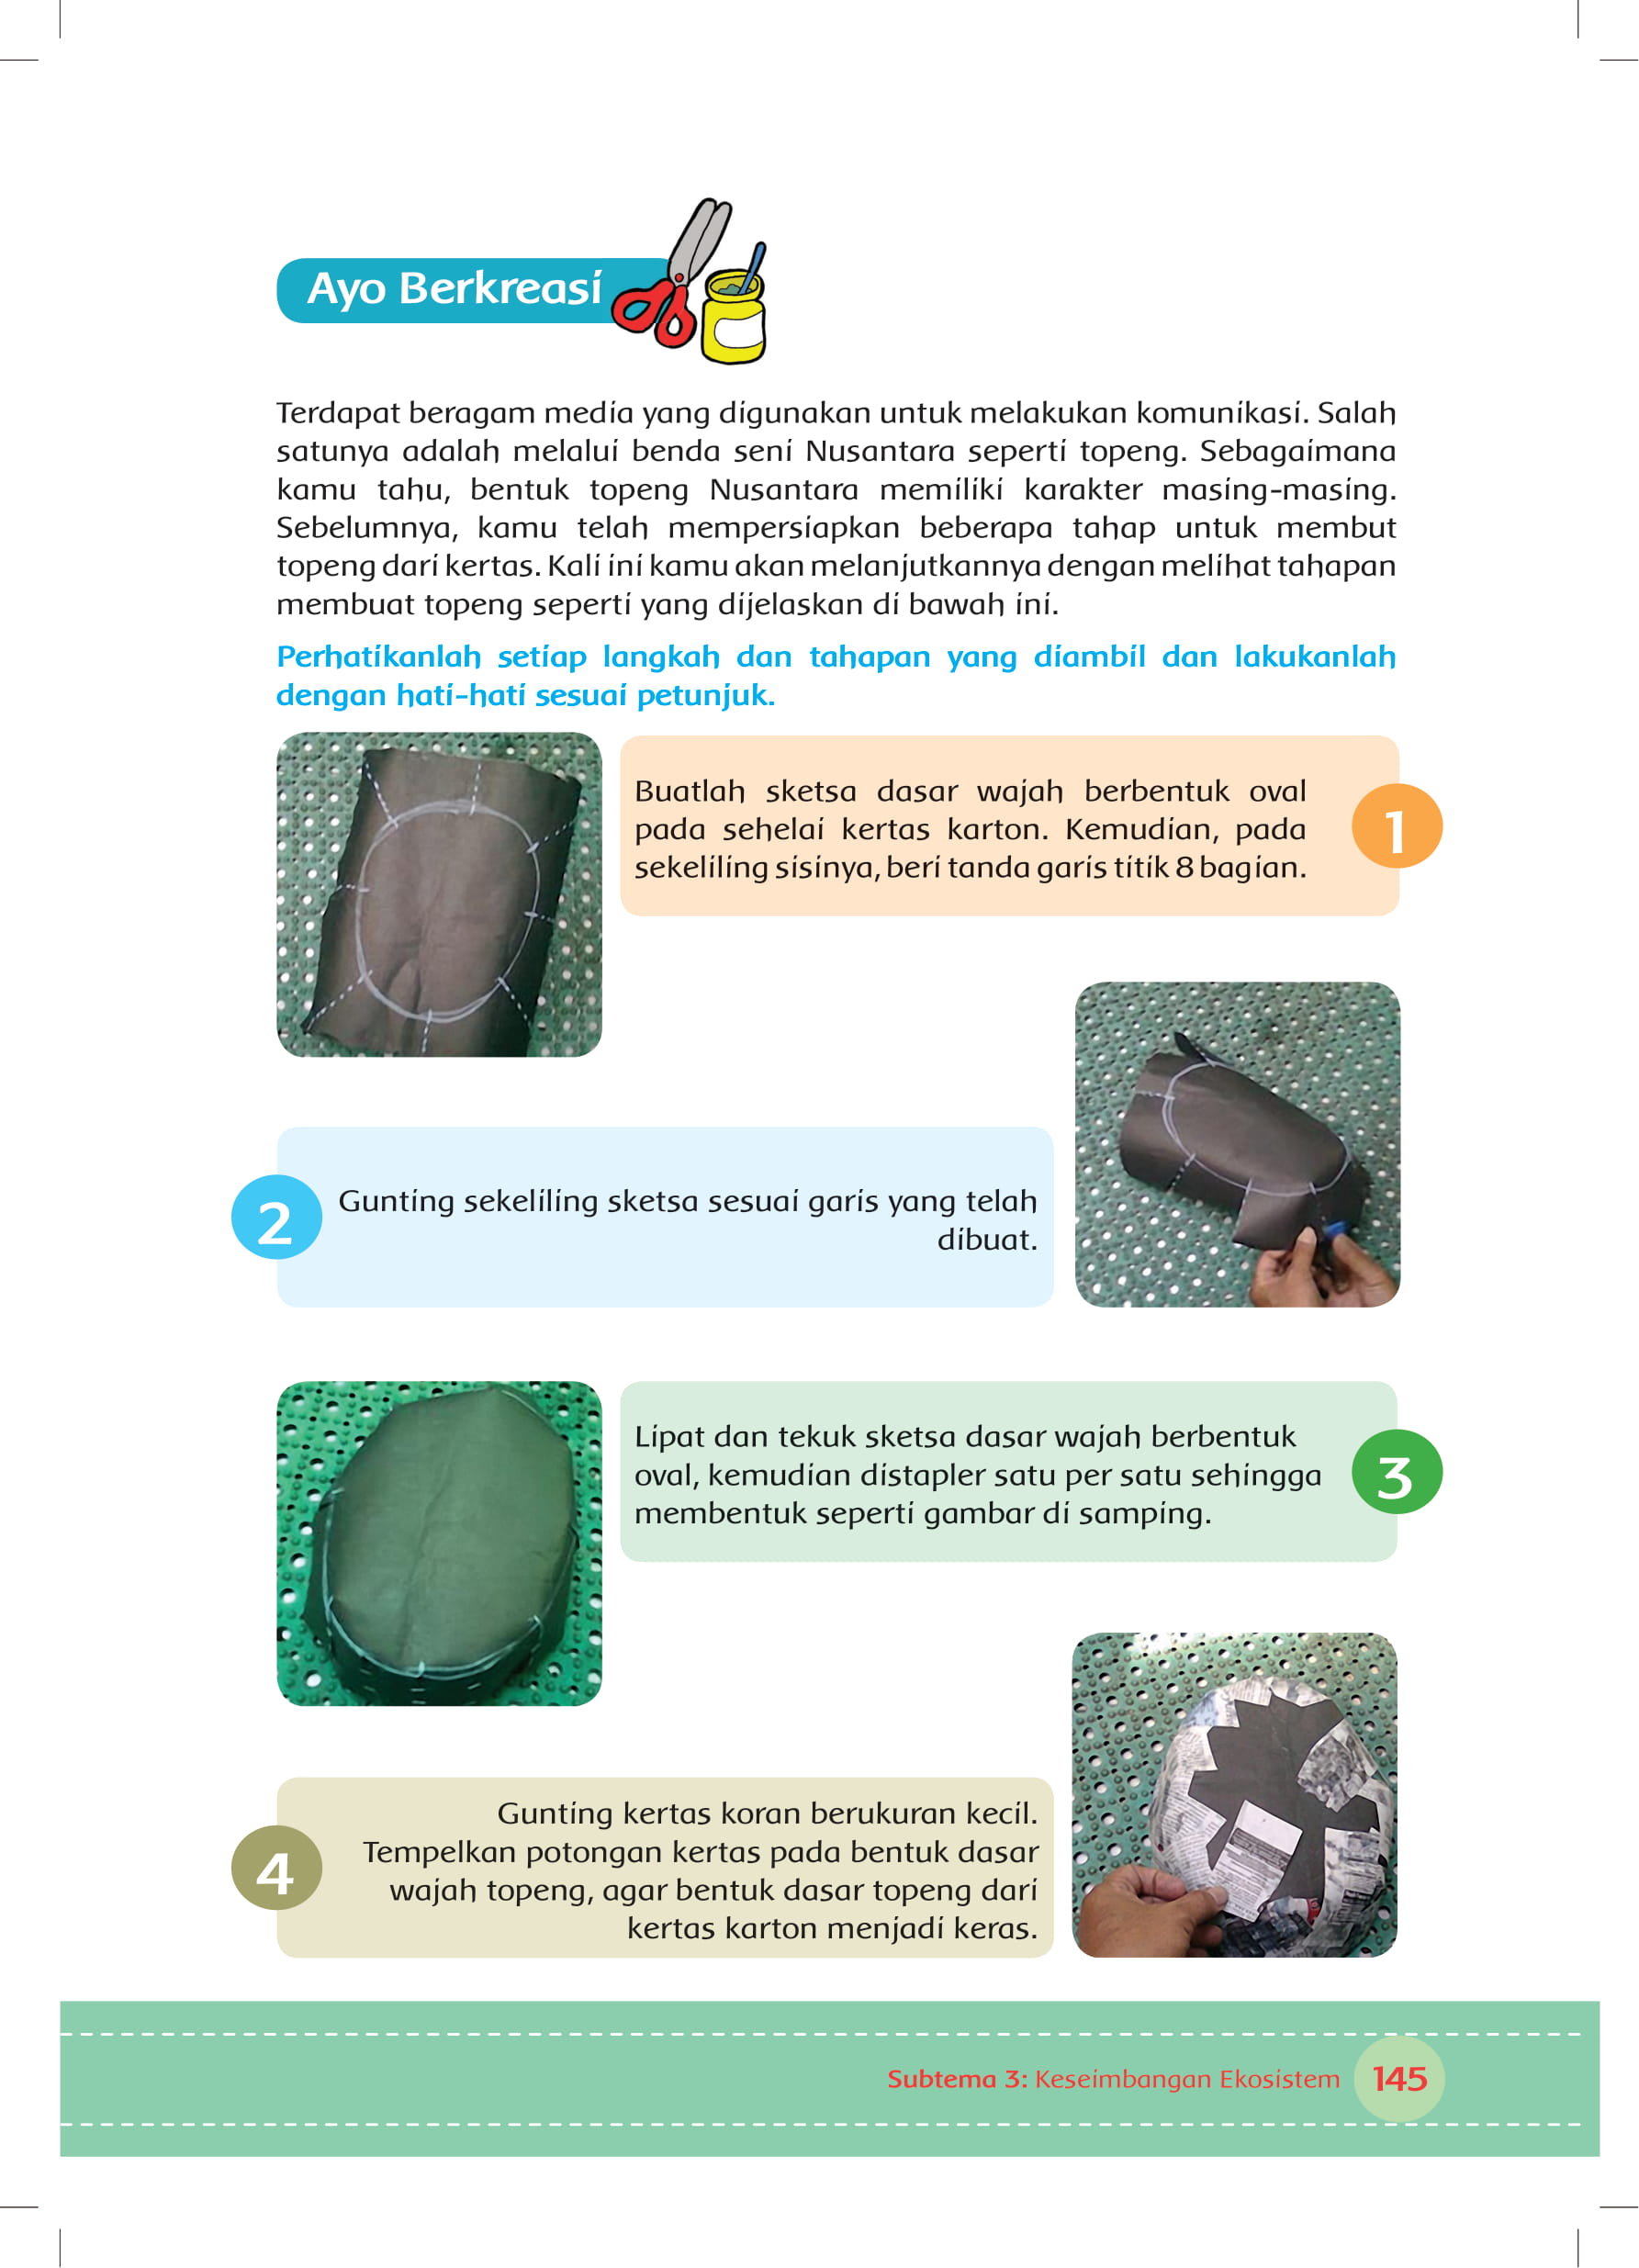 Ayo Berkreasi
Terdapat beragam media yang digunakan untuk melakukan komunikasi. Salah
satunya adalah melalui benda seni Nusantara seperti topeng. Sebagaimana
kamu tahu, bentuk topeng Nusantara memiliki karakter masing-masing.
Sebelumnya, kamu telah mempersiapkan beberapa tahap untuk membut
topeng dari kertas. Kali ini kamu akan melanjutkannya dengan melihat tahapan
membuat topeng seperti yang dijelaskan di bawah ini.
Perhatikanlah setiap langkah dan tahapan yang diambil dan lakukanlah
dengan hati-hati sesuai petunjuk.
Buatlah sketsa dasar wajah berbentuk oval
pada sehelai kertas karton. Kemudian, pada
sekeliling sisinya, beri tanda garis titik 8 bagian.
1
2
Gunting sekeliling sketsa sesuai garis yang telah
dibuat.
Lipat dan tekuk sketsa dasar wajah berbentuk
oval, kemudian distapler satu per satu sehingga
membentuk seperti gambar di samping.
3
4
Gunting kertas koran berukuran kecil.
Tempelkan potongan kertas pada bentuk dasar
wajah topeng, agar bentuk dasar topeng dari
kertas karton menjadi keras.
Subtema 3: Keseimbangan Ekosistem 145